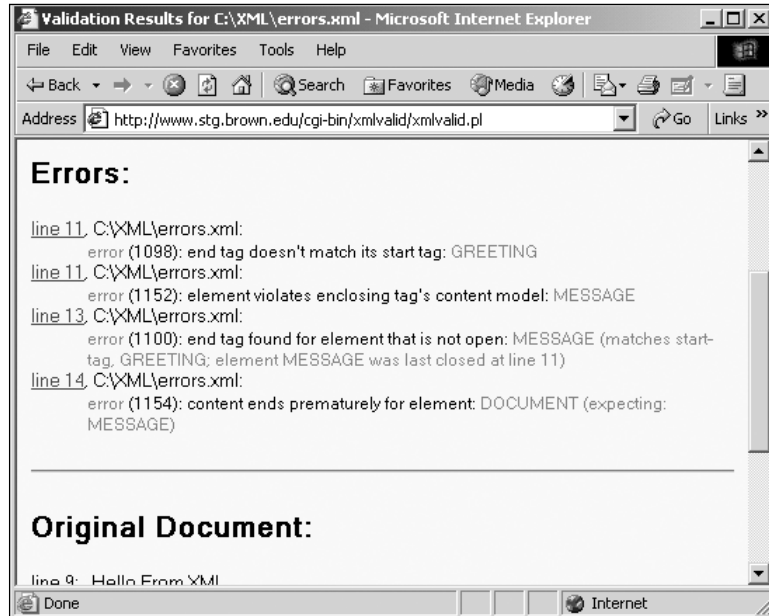 Validation Results for C:\XML\errors.xml - Microsoft Internet Explorer
File Edit View Favorites Tools Help
Back Search Favorites Media
Address http://www.stg.brown.edu/cgi-bin/xmlvalid/xmlvalid.pl Go Links »
Errors:
line 11, C:\XML\errors.xml:
error (1098): end tag doesn't match its start tag: GREETING
line 11, C:\XML\errors.xml:
error (1152): element violates enclosing tag's content model: MESSAGE
line 13, C:\XML\errors.xml:
error (1100): end tag found for element that is not open: MESSAGE (matches start-
tag, GREETING; element MESSAGE was last closed at line 11)
line 14, C:\XML\errors.xml:
error (1154): content ends prematurely for element: DOCUMENT (expecting:
MESSAGE)
Original Document:
line 9: Hello From XML
Done Internet